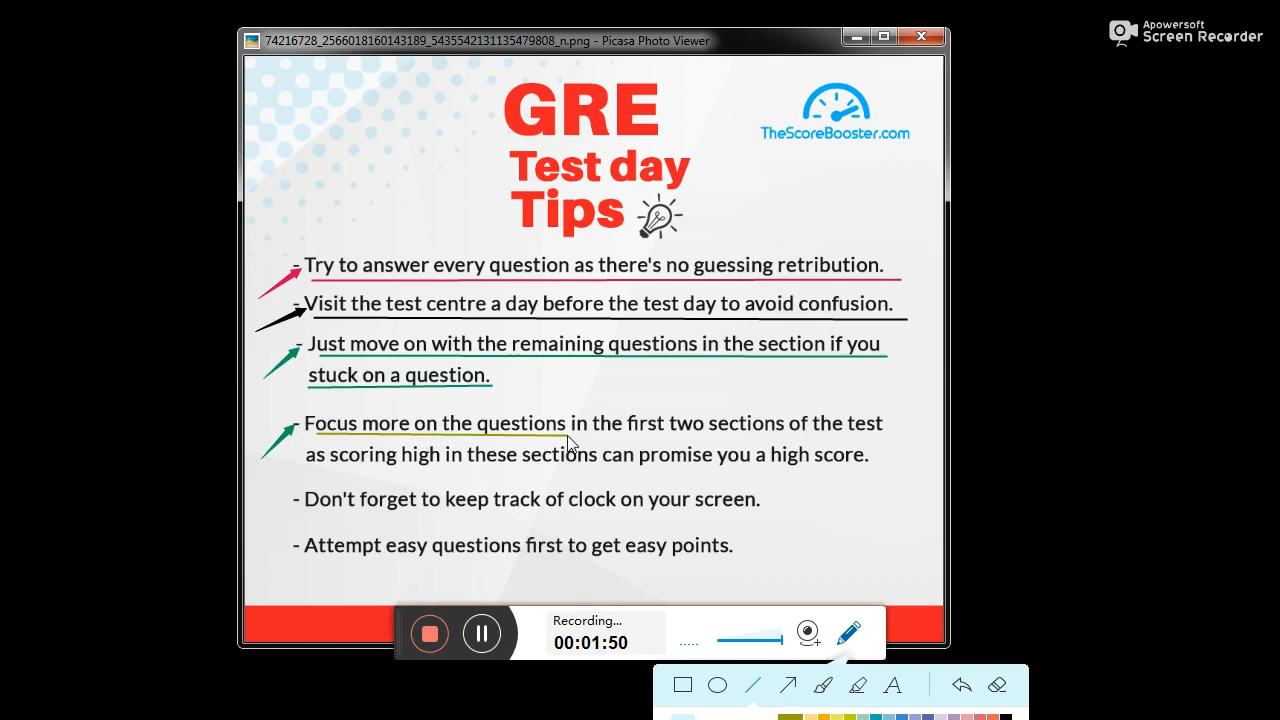 Apowersoft
Screen Recorder
74216728_2566018160143189_5435542131135479808_n.png - Picasa Photo Viewer
GRE
TheScoreBooster.com
Test day
Tips
- Try to answer every question as there's no guessing retribution.
- Visit the test centre a day before the test day to avoid confusion.
- Just move on with the remaining questions in the section if you
stuck on a question.
- Focus more on the questions in the first two sections of the test
as scoring high in these sections can promise you a high score.
- Don't forget to keep track of clock on your screen.
- Attempt easy questions first to get easy points.
Recording...
00:01:50
A